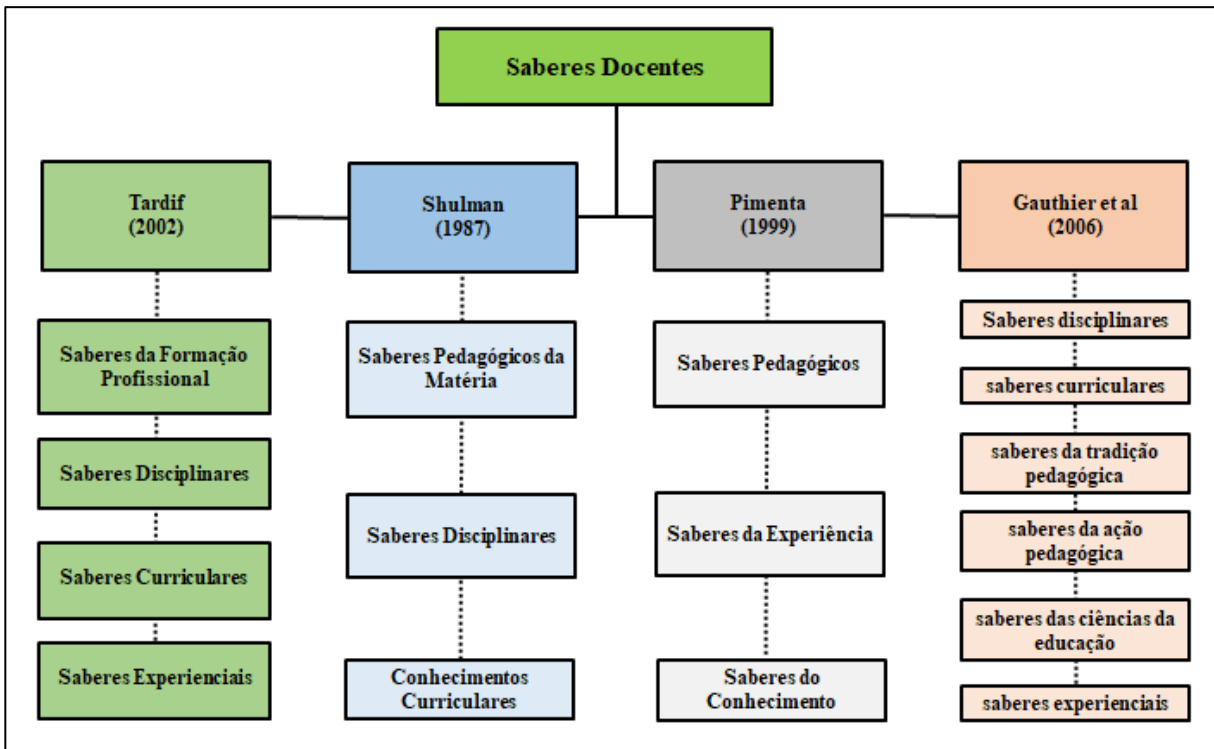 Saberes Docentes
Tardif
(2002)
Shulman
(1987)
Pimenta
(1999)
Gauthier et al
(2006)
Saberes da Formação
Profissional
Saberes Disciplinares
Saberes Curriculares
Saberes Experienciais
Saberes Pedagógicos da
Matéria
Saberes Disciplinares
Conhecimentos
Curriculares
Saberes Pedagógicos
Saberes da Experiência
Saberes do
Conhecimento
Saberes disciplinares
saberes curriculares
saberes da tradição
pedagógica
saberes da ação
pedagógica
saberes das ciências da
educação
saberes experienciais